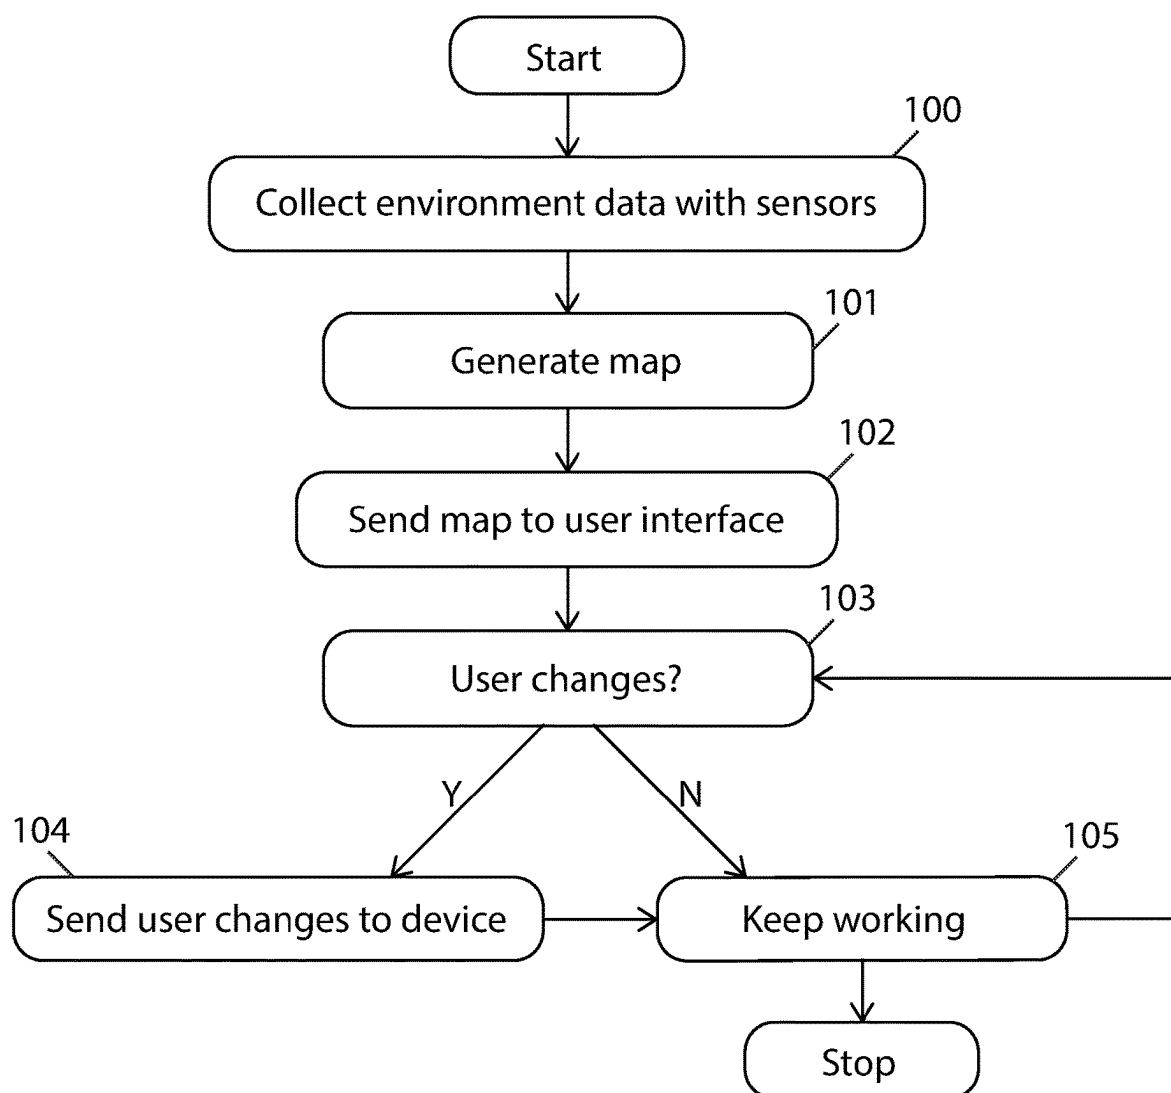 Start
100
Collect environment data with sensors
101
Generate map
102
Send map to user interface
103
User changes?
Y
N
104
105
Send user changes to device
Keep working
Stop